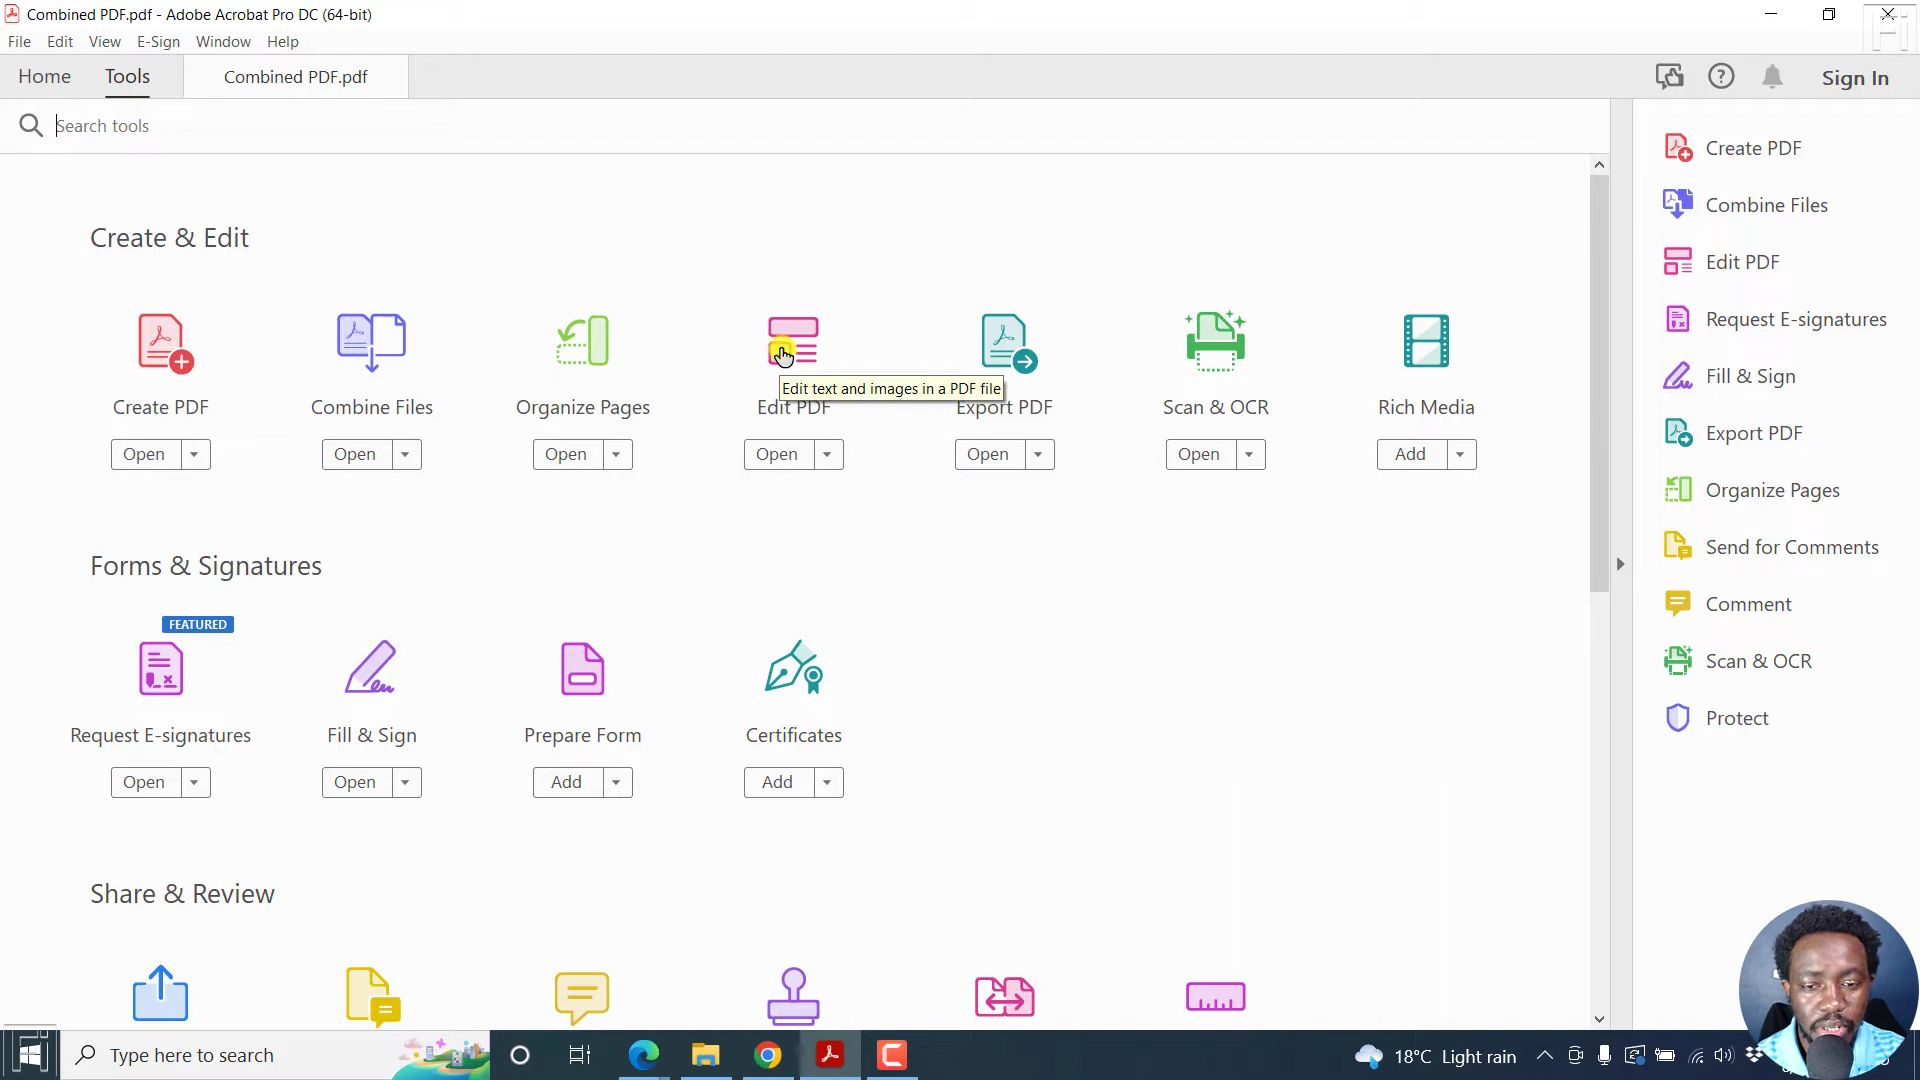 Combined PDF.pdf - Adobe Acrobat Pro DC (64-bit)
File Edit View E-Sign Window Help
Home Tools Combined PDF.pdf Sign In
Search tools
Create & Edit
Create PDF Combine Files Organize Pages Edit PDF Export PDF Scan & OCR Rich Media
Edit text and images in a PDF file
Open Open Open Open Open Open Add
Forms & Signatures
FEATURED
Request E-signatures Fill & Sign Prepare Form Certificates
Open Open Add Add
Share & Review
Create PDF
Combine Files
Edit PDF
Request E-signatures
Fill & Sign
Export PDF
Organize Pages
Send for Comments
Comment
Scan & OCR
Protect
Type here to search
18°C Light rain